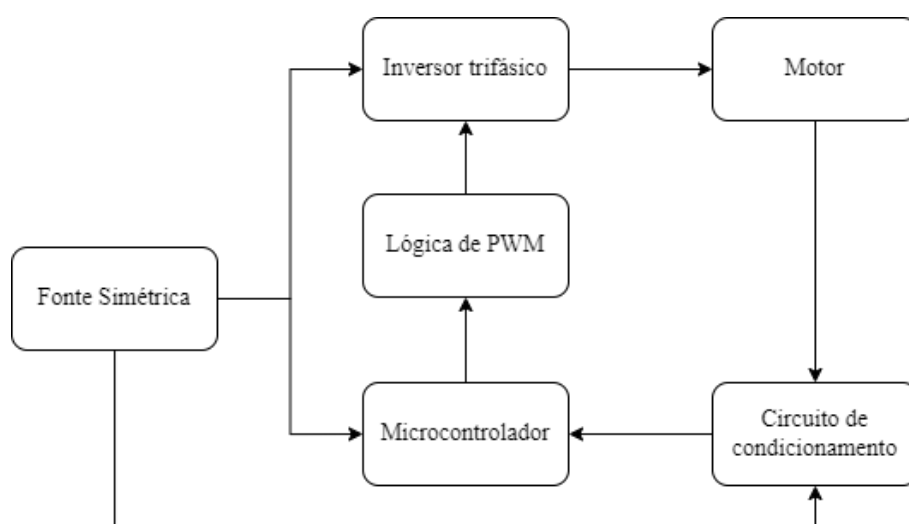 Inversor trifásico
Motor
Lógica de PWM
Fonte Simétrica
Microcontrolador
Circuito de
condicionamento